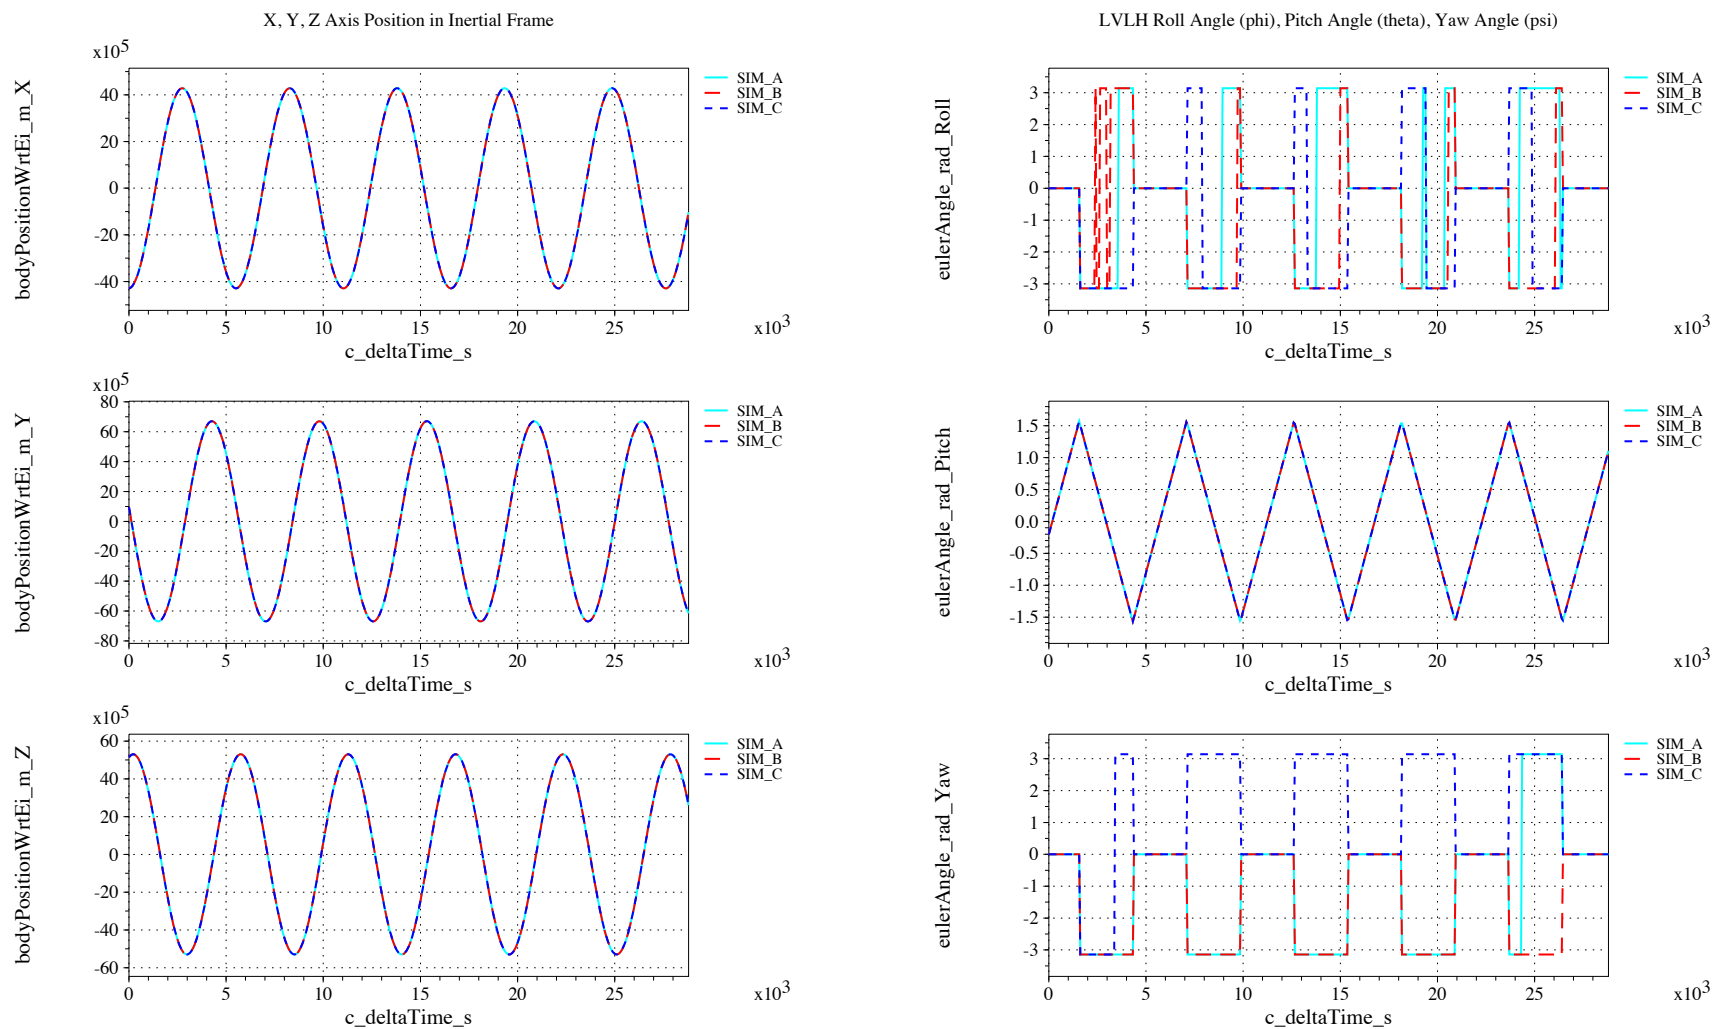 X, Y, Z Axis Position in Inertial Frame
x10^5
bodyPositionWrtEi_m_X
40
20
0
-20
-40
0 5 10 15 20 25
x10^3
c_deltaTime_s
SIM_A
SIM_B
SIM_C
x10^5
bodyPositionWrtEi_m_Y
80
60
40
20
0
-20
-40
-60
-80
0 5 10 15 20 25
x10^3
c_deltaTime_s
SIM_A
SIM_B
SIM_C
x10^5
bodyPositionWrtEi_m_Z
60
40
20
0
-20
-40
-60
0 5 10 15 20 25
x10^3
c_deltaTime_s
SIM_A
SIM_B
SIM_C
LVLH Roll Angle (phi), Pitch Angle (theta), Yaw Angle (psi)
eulerAngle_rad_Roll
3
2
1
0
-1
-2
-3
0 5 10 15 20 25
x10^3
c_deltaTime_s
SIM_A
SIM_B
SIM_C
eulerAngle_rad_Pitch
1.5
1.0
0.5
0.0
-0.5
-1.0
-1.5
0 5 10 15 20 25
x10^3
c_deltaTime_s
SIM_A
SIM_B
SIM_C
eulerAngle_rad_Yaw
3
2
1
0
-1
-2
-3
0 5 10 15 20 25
x10^3
c_deltaTime_s
SIM_A
SIM_B
SIM_C